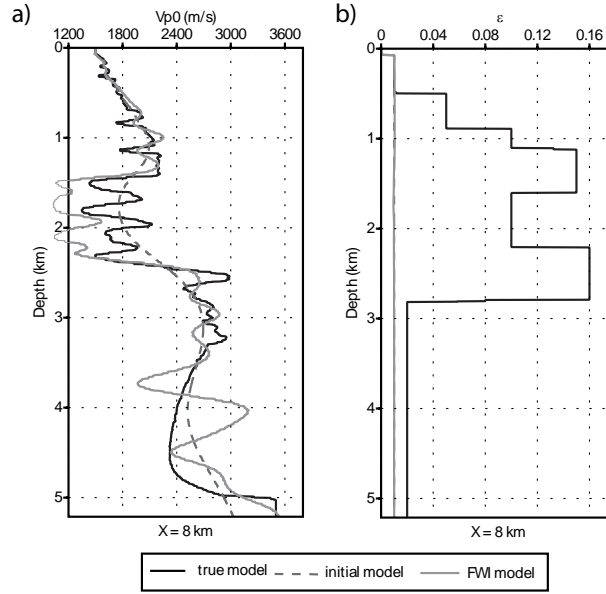 a)
Vp0 (m/s)
1200 1800 2400 3000 3600
0
1
2
3
4
5
Depth (km)
X = 8 km
b)
ε
0 0.04 0.08 0.12 0.16
0
1
2
3
4
5
Depth (km)
X = 8 km
true model initial model FWI model